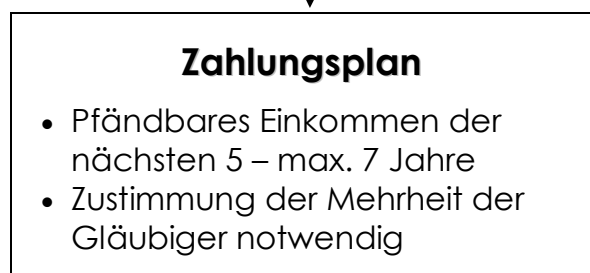 Zahlungsplan
• Pfändbares Einkommen der
nächsten 5 – max. 7 Jahre
• Zustimmung der Mehrheit der
Gläubiger notwendig